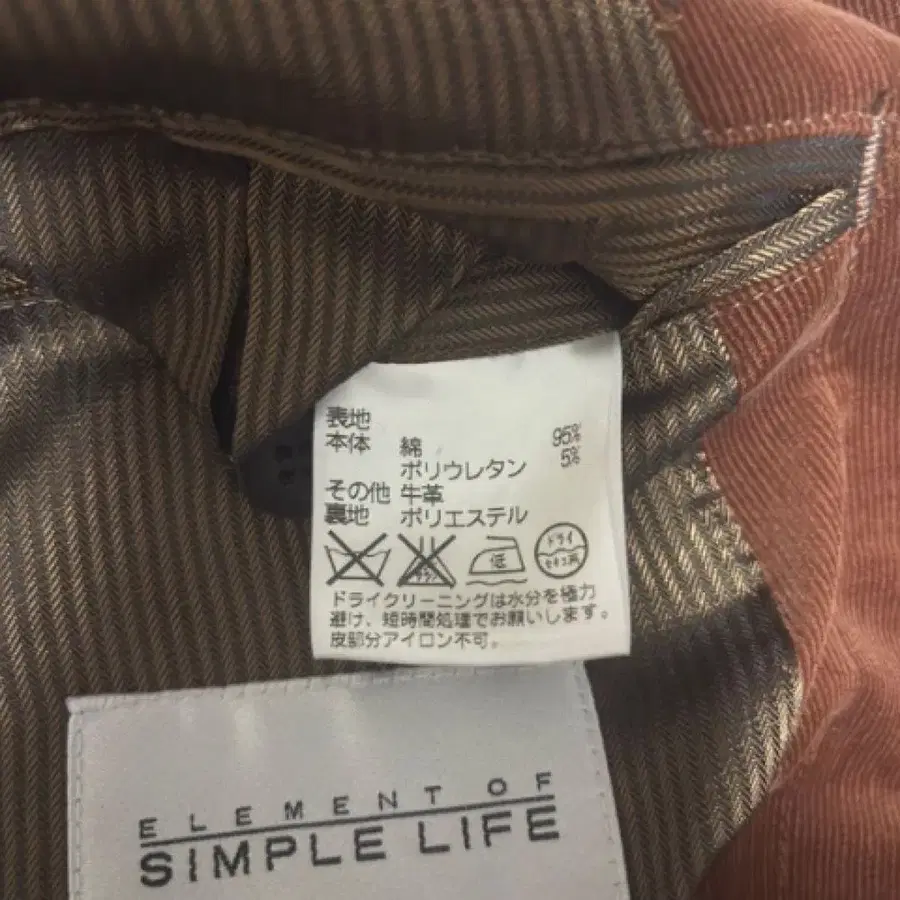 表地
本体 綿 95%
ポリウレタン 5%
その他 牛革
裏地 ポリエステル
低 ドライ セキユ系
ドライクリーニングは水分を極力
避け、短時間処理でお願いします。
皮部分アイロン不可。
ELEMENT OF
SIMPLE LIFE